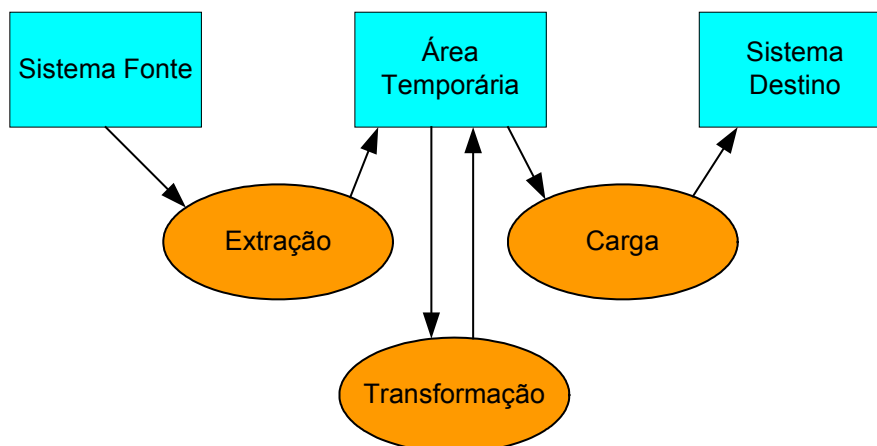 Sistema Fonte
Área
Temporária
Sistema
Destino
Extração
Carga
Transformação